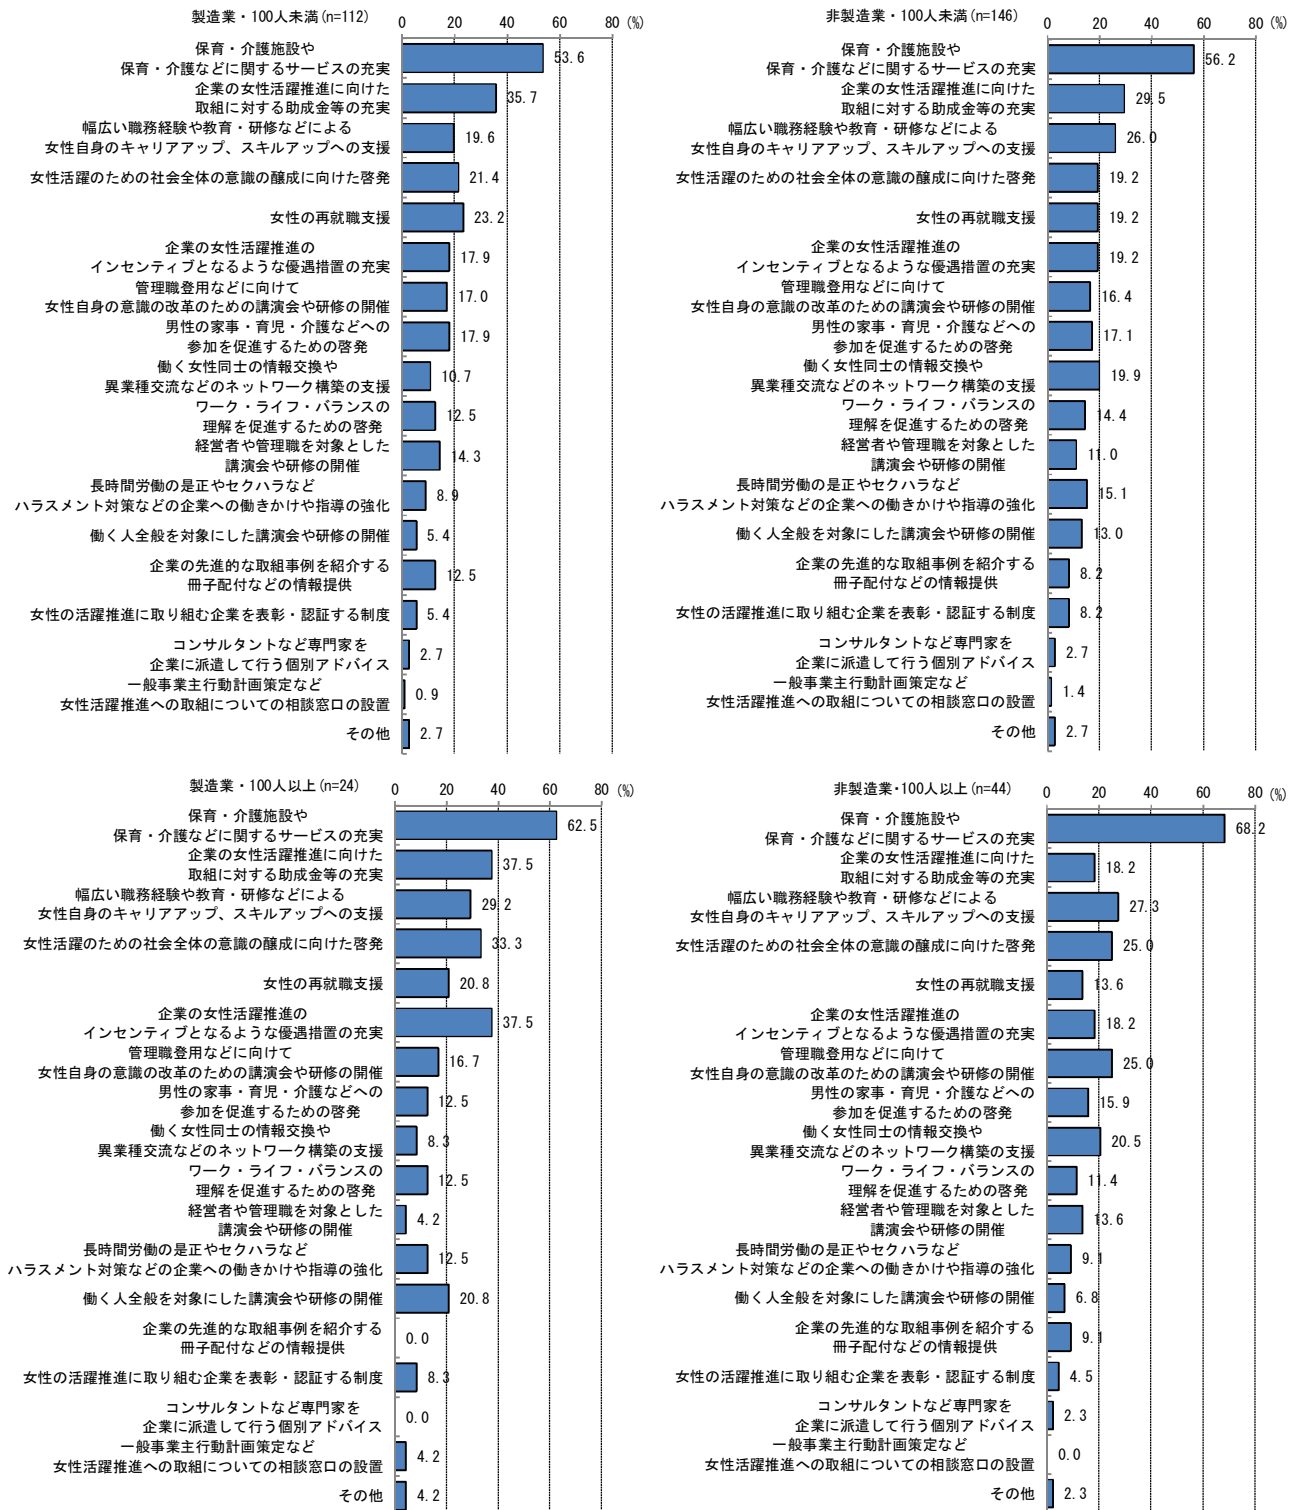 製造業・100人未満(n=112)
0 20 40 60 80 (%)
保育・介護施設や
保育・介護などに関するサービスの充実
53.6
企業の女性活躍推進に向けた
取組に対する助成金等の充実
35.7
幅広い職務経験や教育・研修などによる
女性自身のキャリアアップ、スキルアップへの支援
19.6
女性活躍のための社会全体の意識の醸成に向けた啓発
21.4
女性の再就職支援
23.2
企業の女性活躍推進の
インセンティブとなるような優遇措置の充実
17.9
管理職登用などに向けて
女性自身の意識の改革のための講演会や研修の開催
17.0
男性の家事・育児・介護などへの
参加を促進するための啓発
17.9
働く女性同士の情報交換や
異業種交流などのネットワーク構築の支援
10.7
ワーク・ライフ・バランスの
理解を促進するための啓発
12.5
経営者や管理職を対象とした
講演会や研修の開催
14.3
長時間労働の是正やセクハラなど
ハラスメント対策などの企業への働きかけや指導の強化
8.9
働く人全般を対象にした講演会や研修の開催
5.4
企業の先進的な取組事例を紹介する
冊子配付などの情報提供
12.5
女性の活躍推進に取り組む企業を表彰・認証する制度
5.4
コンサルタントなど専門家を
企業に派遣して行う個別アドバイス
2.7
一般事業主行動計画策定など
女性活躍推進への取組についての相談窓口の設置
0.9
その他
2.7
非製造業・100人未満(n=146)
0 20 40 60 80 (%)
保育・介護施設や
保育・介護などに関するサービスの充実
56.2
企業の女性活躍推進に向けた
取組に対する助成金等の充実
29.5
幅広い職務経験や教育・研修などによる
女性自身のキャリアアップ、スキルアップへの支援
26.0
女性活躍のための社会全体の意識の醸成に向けた啓発
19.2
女性の再就職支援
19.2
企業の女性活躍推進の
インセンティブとなるような優遇措置の充実
19.2
管理職登用などに向けて
女性自身の意識の改革のための講演会や研修の開催
16.4
男性の家事・育児・介護などへの
参加を促進するための啓発
17.1
働く女性同士の情報交換や
異業種交流などのネットワーク構築の支援
19.9
ワーク・ライフ・バランスの
理解を促進するための啓発
14.4
経営者や管理職を対象とした
講演会や研修の開催
11.0
長時間労働の是正やセクハラなど
ハラスメント対策などの企業への働きかけや指導の強化
15.1
働く人全般を対象にした講演会や研修の開催
13.0
企業の先進的な取組事例を紹介する
冊子配付などの情報提供
8.2
女性の活躍推進に取り組む企業を表彰・認証する制度
8.2
コンサルタントなど専門家を
企業に派遣して行う個別アドバイス
2.7
一般事業主行動計画策定など
女性活躍推進への取組についての相談窓口の設置
1.4
その他
2.7
製造業・100人以上(n=24)
0 20 40 60 80 (%)
保育・介護施設や
保育・介護などに関するサービスの充実
62.5
企業の女性活躍推進に向けた
取組に対する助成金等の充実
37.5
幅広い職務経験や教育・研修などによる
女性自身のキャリアアップ、スキルアップへの支援
29.2
女性活躍のための社会全体の意識の醸成に向けた啓発
33.3
女性の再就職支援
20.8
企業の女性活躍推進の
インセンティブとなるような優遇措置の充実
37.5
管理職登用などに向けて
女性自身の意識の改革のための講演会や研修の開催
16.7
男性の家事・育児・介護などへの
参加を促進するための啓発
12.5
働く女性同士の情報交換や
異業種交流などのネットワーク構築の支援
8.3
ワーク・ライフ・バランスの
理解を促進するための啓発
12.5
経営者や管理職を対象とした
講演会や研修の開催
4.2
長時間労働の是正やセクハラなど
ハラスメント対策などの企業への働きかけや指導の強化
12.5
働く人全般を対象にした講演会や研修の開催
20.8
企業の先進的な取組事例を紹介する
冊子配付などの情報提供
0.0
女性の活躍推進に取り組む企業を表彰・認証する制度
8.3
コンサルタントなど専門家を
企業に派遣して行う個別アドバイス
0.0
一般事業主行動計画策定など
女性活躍推進への取組についての相談窓口の設置
4.2
その他
4.2
非製造業・100人以上(n=44)
0 20 40 60 80 (%)
保育・介護施設や
保育・介護などに関するサービスの充実
68.2
企業の女性活躍推進に向けた
取組に対する助成金等の充実
18.2
幅広い職務経験や教育・研修などによる
女性自身のキャリアアップ、スキルアップへの支援
27.3
女性活躍のための社会全体の意識の醸成に向けた啓発
25.0
女性の再就職支援
13.6
企業の女性活躍推進の
インセンティブとなるような優遇措置の充実
18.2
管理職登用などに向けて
女性自身の意識の改革のための講演会や研修の開催
25.0
男性の家事・育児・介護などへの
参加を促進するための啓発
15.9
働く女性同士の情報交換や
異業種交流などのネットワーク構築の支援
20.5
ワーク・ライフ・バランスの
理解を促進するための啓発
11.4
経営者や管理職を対象とした
講演会や研修の開催
13.6
長時間労働の是正やセクハラなど
ハラスメント対策などの企業への働きかけや指導の強化
9.1
働く人全般を対象にした講演会や研修の開催
6.8
企業の先進的な取組事例を紹介する
冊子配付などの情報提供
9.1
女性の活躍推進に取り組む企業を表彰・認証する制度
4.5
コンサルタントなど専門家を
企業に派遣して行う個別アドバイス
2.3
一般事業主行動計画策定など
女性活躍推進への取組についての相談窓口の設置
0.0
その他
2.3